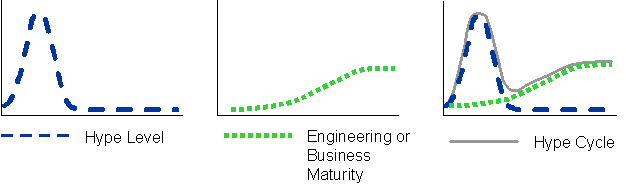 Hype Level
Engineering or
Business
Maturity
Hype Cycle